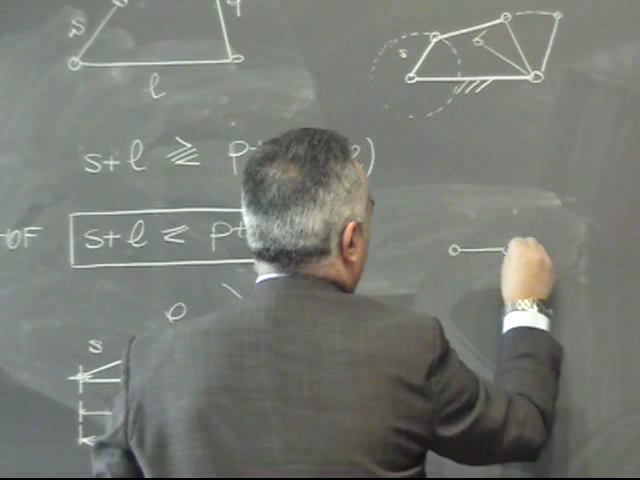 s q s
l
s+l ⩾ p )
OF s+l ≤ p+
s